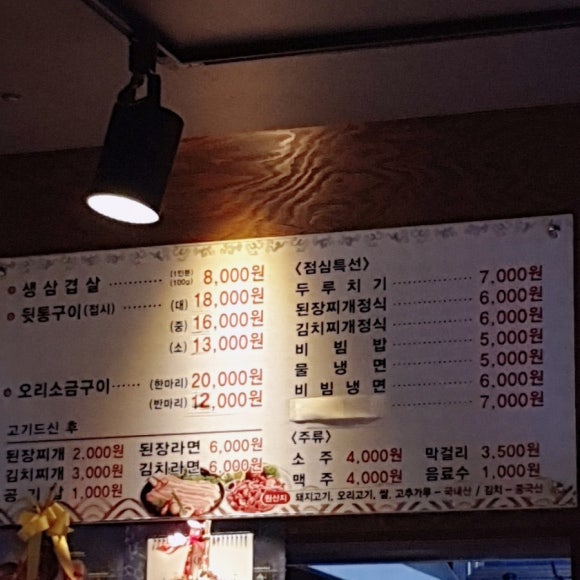 생삼겹살 ········· [1인분] (100g) 8,000원
뒷통구이(접시) ······· (대) 18,000원
(중) 16,000원
(소) 13,000원
오리소금구이······ (한마리) 20,000원
(반마리) 12,000원
고기드신 후
된장찌개 2,000원 된장라면 6,000원
김치찌개 3,000원 김치라면 6,000원
공기밥 1,000원
<점심특선>
두루치기 ··············· 7,000원
된장찌개정식 ··············· 6,000원
김치찌개정식 ··············· 6,000원
비빔밥 ··············· 5,000원
물냉면 ··············· 5,000원
비빔냉면 ··············· 6,000원
··············· 7,000원
<주류>
소주 4,000원 막걸리 3,500원
맥주 4,000원 음료수 1,000원
원산지 돼지고기, 오리고기, 쌀, 고추가루 - 국내산 / 김치 - 중국산